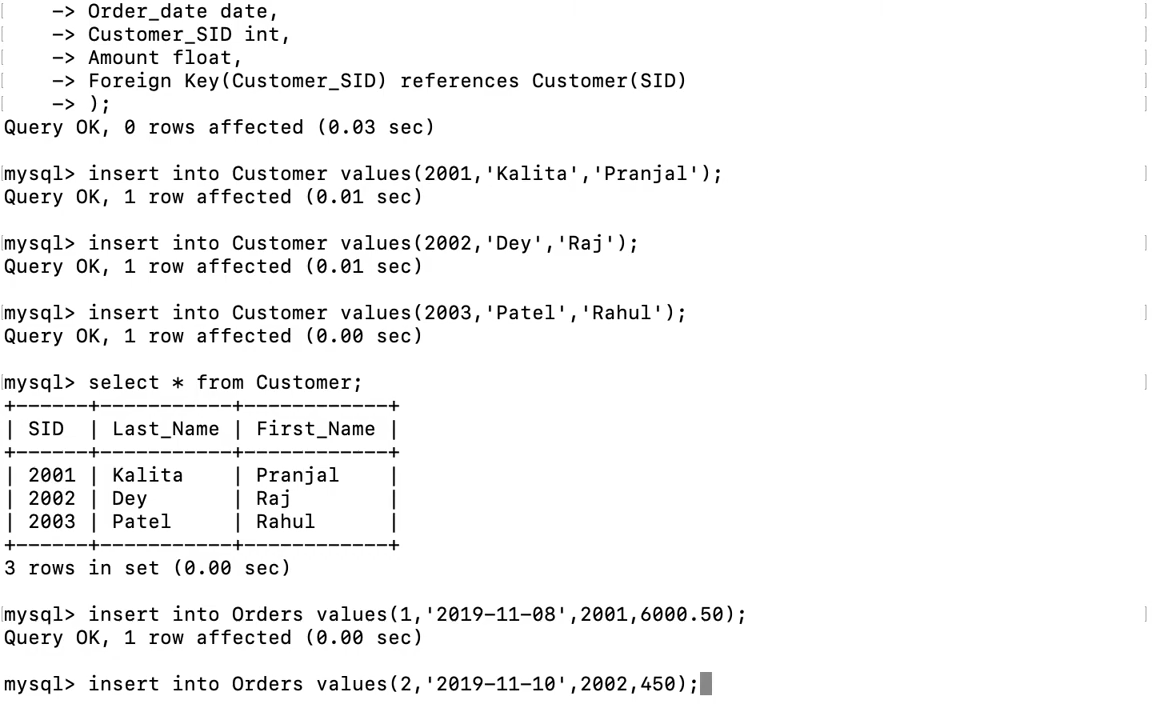 -> Order_date date,
-> Customer_SID int,
-> Amount float,
-> Foreign Key(Customer_SID) references Customer(SID)
-> );
Query OK, 0 rows affected (0.03 sec)
mysql> insert into Customer values(2001,'Kalita','Pranjal');
Query OK, 1 row affected (0.01 sec)
mysql> insert into Customer values(2002,'Dey','Raj');
Query OK, 1 row affected (0.01 sec)
mysql> insert into Customer values(2003,'Patel','Rahul');
Query OK, 1 row affected (0.00 sec)
mysql> select * from Customer;
+------+-----------+------------+
| SID  | Last_Name | First_Name |
+------+-----------+------------+
| 2001 | Kalita    | Pranjal    |
| 2002 | Dey       | Raj        |
| 2003 | Patel     | Rahul      |
+------+-----------+------------+
3 rows in set (0.00 sec)
mysql> insert into Orders values(1,'2019-11-08',2001,6000.50);
Query OK, 1 row affected (0.00 sec)
mysql> insert into Orders values(2,'2019-11-10',2002,450);